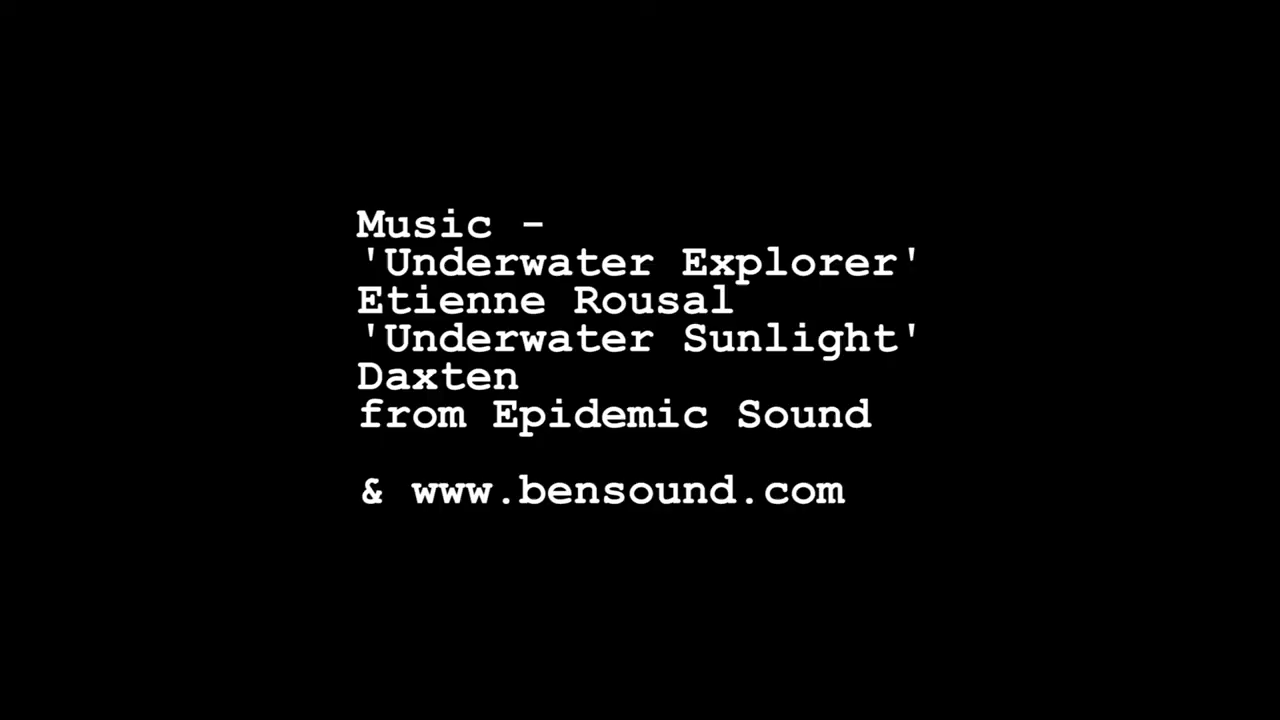 Music -
'Underwater Explorer'
Etienne Rousal
'Underwater Sunlight'
Daxten
from Epidemic Sound
& www.bensound.com